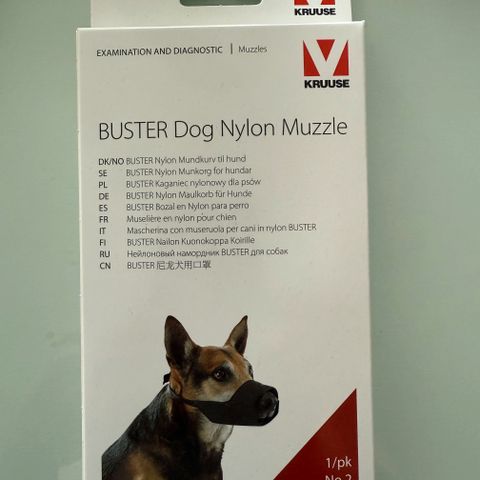 KRUUSE
EXAMINATION AND DIAGNOSTIC | Muzzles
KRUUSE
BUSTER Dog Nylon Muzzle
DK/NO BUSTER Nylon Mundkurv til hund
SE BUSTER Nylon Munkorg for hundar
PL BUSTER Kaganiec nylonowy dla psów
DE BUSTER Nylon Maulkorb für Hunde
ES BUSTER Bozal en Nylon para perro
FR Muselière en nylon pour chien
IT Mascherina con museruola per cani in nylon BUSTER
FI BUSTER Nailon Kuonokoppa Koirille
RU Нейлоновый намордник BUSTER для собак
CN BUSTER 尼龙犬用口罩
1/pk
No 2